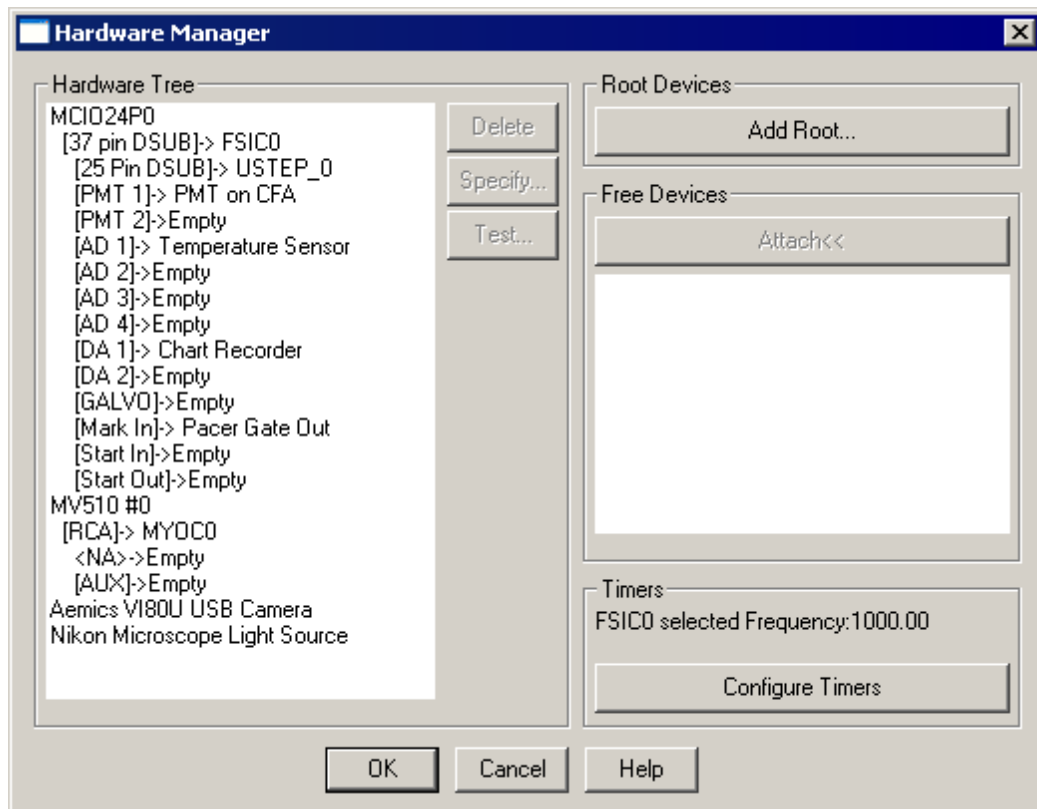 Hardware Manager
Hardware Tree
MCIO24P0
[37 pin DSUB]-> FSIC0
[25 Pin DSUB]-> USTEP_0
[PMT 1]-> PMT on CFA
[PMT 2]->Empty
[AD 1]-> Temperature Sensor
[AD 2]->Empty
[AD 3]->Empty
[AD 4]->Empty
[DA 1]-> Chart Recorder
[DA 2]->Empty
[GALVO]->Empty
[Mark In]-> Pacer Gate Out
[Start In]->Empty
[Start Out]->Empty
MV510 #0
[RCA]-> MYOC0
<NA>->Empty
[AUX]->Empty
Aemics VI80U USB Camera
Nikon Microscope Light Source
Delete
Specify...
Test...
Root Devices
Add Root...
Free Devices
Attach<<
Timers
FSIC0 selected Frequency:1000.00
Configure Timers
OK
Cancel
Help